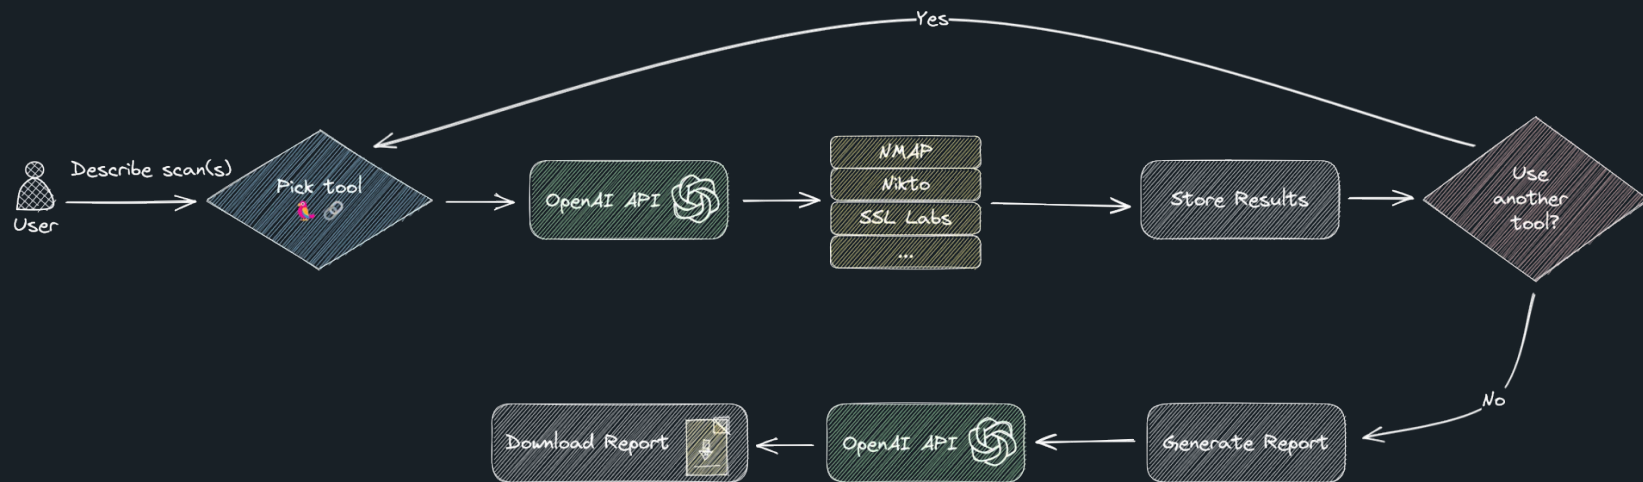 Yes
Describe scan(s)
User
Pick tool
OpenAI API
NMAP
Nikto
SSL Labs
...
Store Results
Use
another
tool?
No
Generate Report
OpenAI API
Download Report